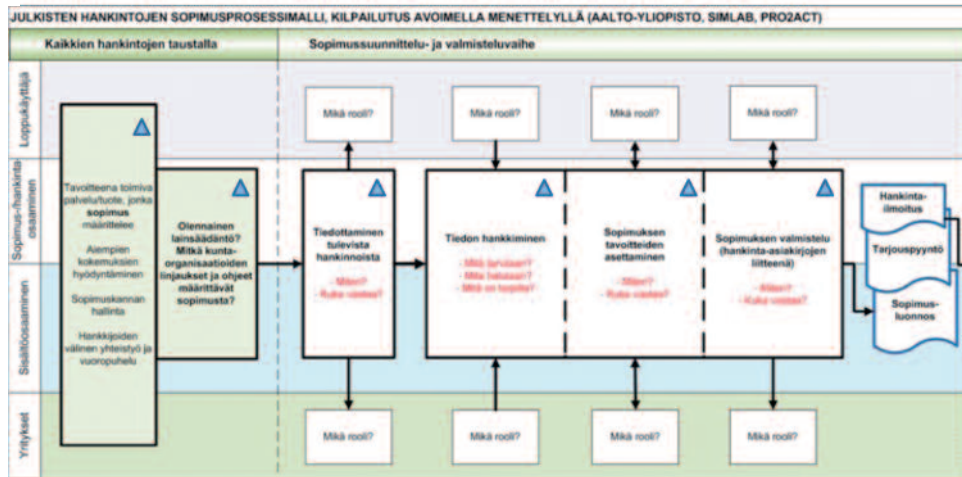 JULKISTEN HANKINTOJEN SOPIMUSPROSESSIMALLI, KILPAILUTUS AVOIMELLA MENETTELYLLÄ (AALTO-YLIOPISTO, SIMLAB, PRO2ACT)
Kaikkien hankintojen taustalla
Sopimussuunnittelu- ja valmisteluvaihe
Loppukäyttäjä
Mikä rooli?
Mikä rooli?
Mikä rooli?
Mikä rooli?
Sopimus-/hankinta-
osaaminen
Sisältöosaaminen
Tavoitteena toimiva
palvelu/tuote, jonka
sopimus
määrittelee
Aiempien
kokemuksien
hyödyntäminen
Sopimuskannan
hallinta
Hankkijoiden
välinen yhteistyö ja
vuoropuhelu
Olennainen
lainsäädäntö?
Mitkä kunta-
organisaatioiden
linjaukset ja ohjeet
määrittävät
sopimusta?
Tiedottaminen
tulevista
hankinnoista
- Miten?
- Kuka vastaa?
Tiedon hankkiminen
- Mitä tarvitaan?
- Mitä halutaan?
- Mitä on tarjolla?
Sopimuksen
tavoitteiden
asettaminen
- Miten?
- Kuka vastaa?
Sopimuksen valmistelu
(hankinta-asiakirjojen
liitteenä)
- Miten?
- Kuka vastaa?
Hankinta-
ilmoitus
Tarjouspyyntö
Sopimus-
luonnos
Yritykset
Mikä rooli?
Mikä rooli?
Mikä rooli?
Mikä rooli?